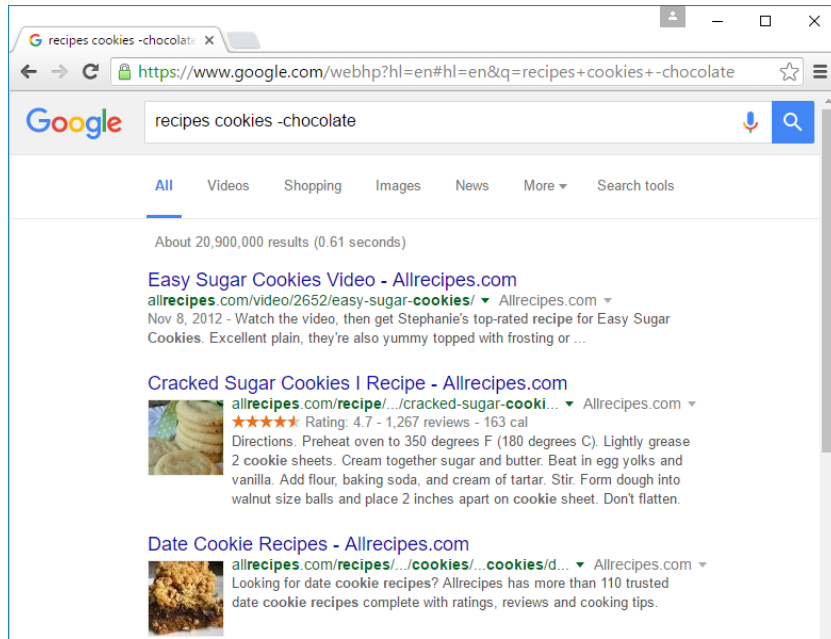 recipes cookies -chocolate
https://www.google.com/webhp?hl=en#hl=en&q=recipes+cookies+-chocolate
Google
recipes cookies -chocolate
All Videos Shopping Images News More Search tools
About 20,900,000 results (0.61 seconds)
Easy Sugar Cookies Video - Allrecipes.com
allrecipes.com/video/2652/easy-sugar-cookies/ Allrecipes.com
Nov 8, 2012 - Watch the video, then get Stephanie's top-rated recipe for Easy Sugar
Cookies. Excellent plain, they're also yummy topped with frosting or ...
Cracked Sugar Cookies I Recipe - Allrecipes.com
allrecipes.com/recipe/.../cracked-sugar-cooki... Allrecipes.com
Rating: 4.7 - 1,267 reviews - 163 cal
Directions. Preheat oven to 350 degrees F (180 degrees C). Lightly grease
2 cookie sheets. Cream together sugar and butter. Beat in egg yolks and
vanilla. Add flour, baking soda, and cream of tartar. Stir. Form dough into
walnut size balls and place 2 inches apart on cookie sheet. Don't flatten.
Date Cookie Recipes - Allrecipes.com
allrecipes.com/recipes/.../cookies/...cookies/d... Allrecipes.com
Looking for date cookie recipes? Allrecipes has more than 110 trusted
date cookie recipes complete with ratings, reviews and cooking tips.